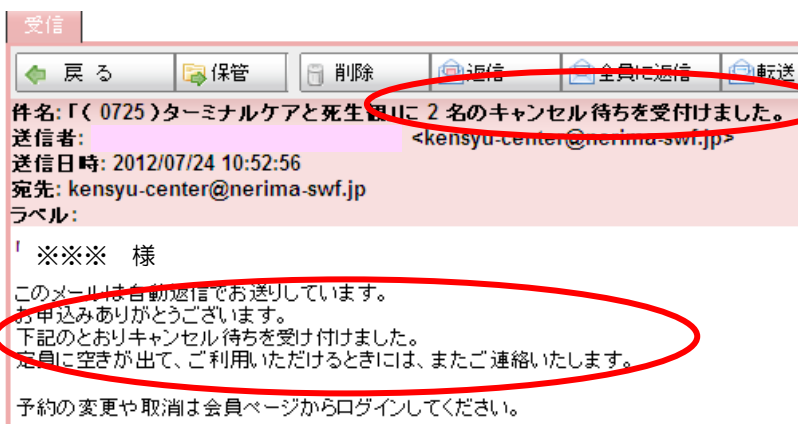 受信
戻る 保管 削除 返信 全員に返信 転送
件名:「( 0725 )ターミナルケアと死生観」に 2 名のキャンセル待ちを受付けました。
送信者: <kensyu-center@nerima-swf.jp>
送信日時: 2012/07/24 10:52:56
宛先: kensyu-center@nerima-swf.jp
ラベル:
「 ※※※ 様
このメールは自動返信でお送りしています。
お申込みありがとうございます。
下記のとおりキャンセル待ちを受け付けました。
定員に空きが出て、ご利用いただけるときには、またご連絡いたします。
予約の変更や取消は会員ページからログインしてください。